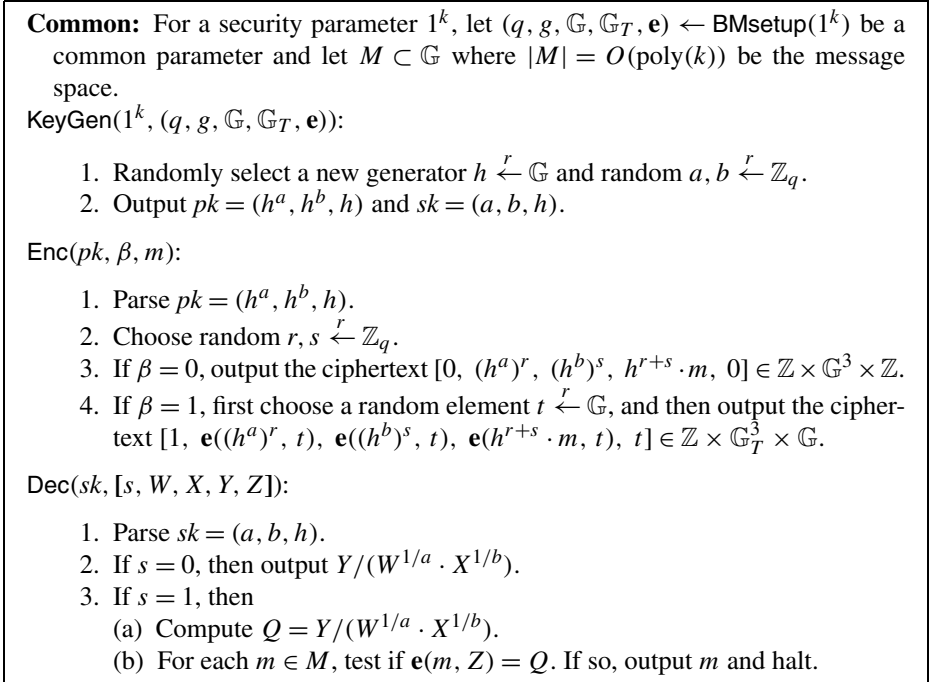 Common: For a security parameter 1^k, let (q, g, 𝔾, 𝔾_T, e) ← BMsetup(1^k) be a
common parameter and let M ⊂ 𝔾 where |M| = O(poly(k)) be the message
space.
KeyGen(1^k, (q, g, 𝔾, 𝔾_T, e)):
1. Randomly select a new generator h ←^r 𝔾 and random a, b ←^r ℤ_q.
2. Output pk = (h^a, h^b, h) and sk = (a, b, h).
Enc(pk, β, m):
1. Parse pk = (h^a, h^b, h).
2. Choose random r, s ←^r ℤ_q.
3. If β = 0, output the ciphertext [0, (h^a)^r, (h^b)^s, h^{r+s} · m, 0] ∈ ℤ × 𝔾^3 × ℤ.
4. If β = 1, first choose a random element t ←^r 𝔾, and then output the cipher-
text [1, e((h^a)^r, t), e((h^b)^s, t), e(h^{r+s} · m, t), t] ∈ ℤ × 𝔾_T^3 × 𝔾.
Dec(sk, [s, W, X, Y, Z]):
1. Parse sk = (a, b, h).
2. If s = 0, then output Y/(W^{1/a} · X^{1/b}).
3. If s = 1, then
(a) Compute Q = Y/(W^{1/a} · X^{1/b}).
(b) For each m ∈ M, test if e(m, Z) = Q. If so, output m and halt.